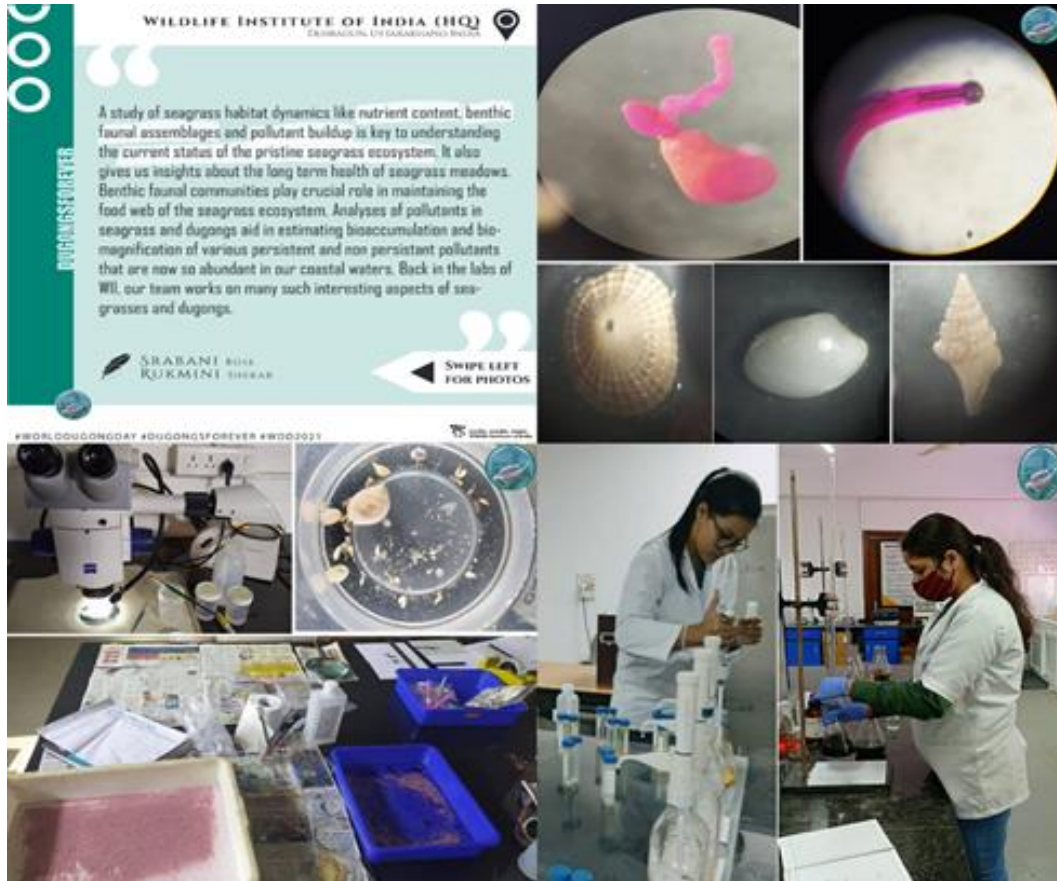 WILDLIFE INSTITUTE OF INDIA (HQ)
DEHRADUN, UTTARAKHAND, INDIA
DUGONGSFOREVER
A study of seagrass habitat dynamics like nutrient content, benthic
faunal assemblages and pollutant buildup is key to understanding
the current status of the pristine seagrass ecosystem. It also
gives us insights about the long term health of seagrass meadows.
Benthic faunal communities play crucial role in maintaining the
food web of the seagrass ecosystem. Analyses of pollutants in
seagrass and dugongs aid in estimating bioaccumulation and bio-
magnification of various persistent and non persistant pollutants
that are now so abundant in our coastal waters. Back in the labs of
WII, our team works on many such interesting aspects of sea-
grasses and dugongs.
SRABANI BOSE
RUKMINI SHEKAR
SWIPE LEFT
FOR PHOTOS
#WORLDDUGONGDAY #DUGONGSFOREVER #WDD2021